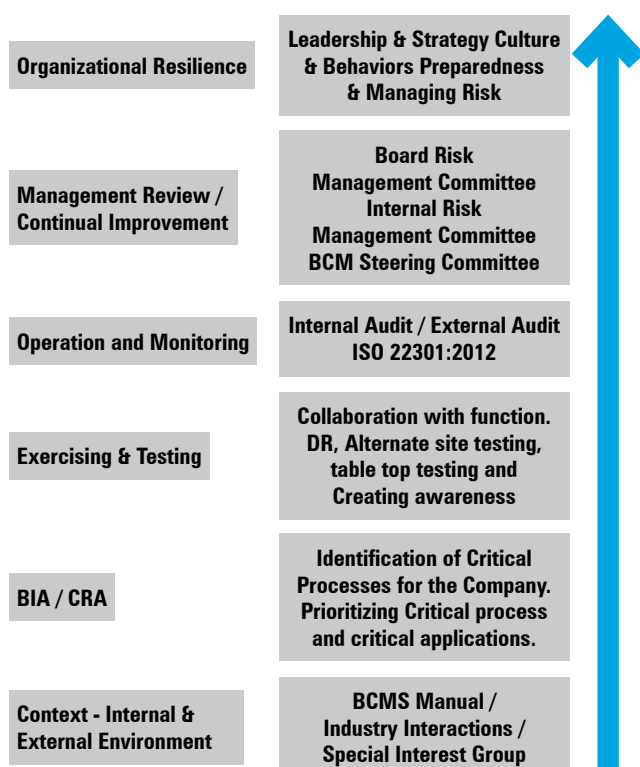 Organizational Resilience
Leadership & Strategy Culture
& Behaviors Preparedness
& Managing Risk
Management Review /
Continual Improvement
Board Risk
Management Committee
Internal Risk
Management Committee
BCM Steering Committee
Operation and Monitoring
Internal Audit / External Audit
ISO 22301:2012
Exercising & Testing
Collaboration with function.
DR, Alternate site testing,
table top testing and
Creating awareness
BIA / CRA
Identification of Critical
Processes for the Company.
Prioritizing Critical process
and critical applications.
Context - Internal &
External Environment
BCMS Manual /
Industry Interactions /
Special Interest Group